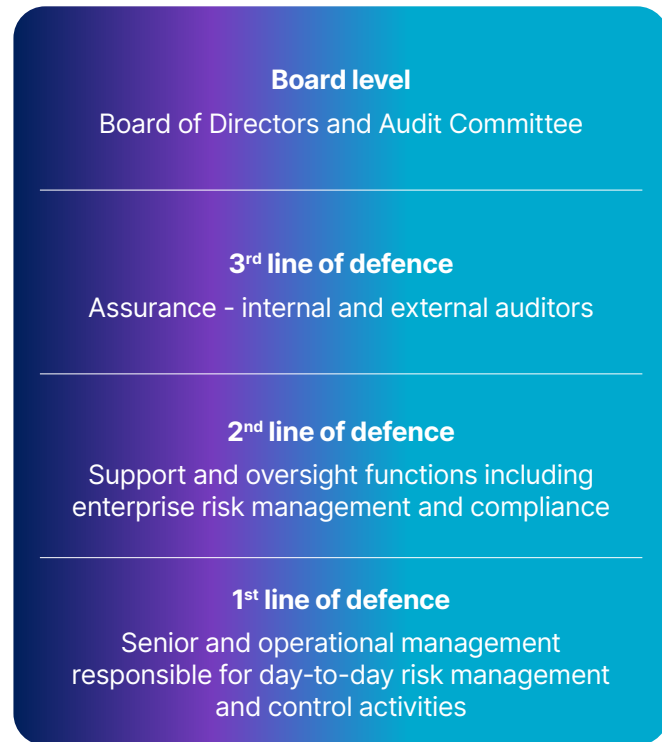 Board level
Board of Directors and Audit Committee
3rd line of defence
Assurance - internal and external auditors
2nd line of defence
Support and oversight functions including
enterprise risk management and compliance
1st line of defence
Senior and operational management
responsible for day-to-day risk management
and control activities